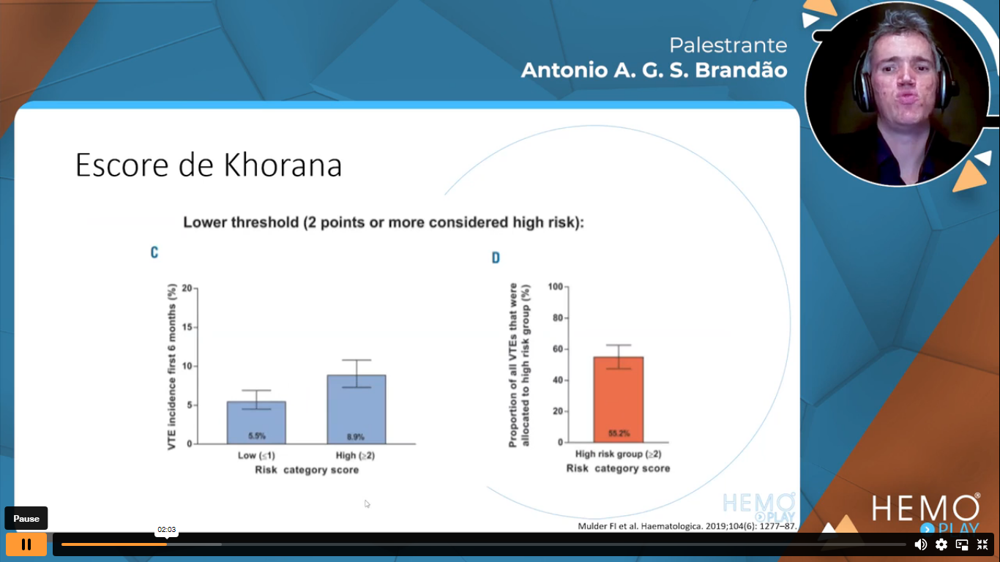 Palestrante
Antonio A. G. S. Brandão
Escore de Khorana
Lower threshold (2 points or more considered high risk):
C
VTE incidence first 6 months (%)
20
15
10
5
0
5.5%
8.9%
Low (≤1)
High (≥2)
Risk category score
D
Proportion of all VTEs that were
allocated to high risk group (%)
100
80
60
40
20
0
55.2%
High risk group (≥2)
Risk category score
HEMO
PLAY
Mulder FI et al. Haematologica. 2019;104(6): 1277–87.
HEMO®
PLAY
Pause
02:03